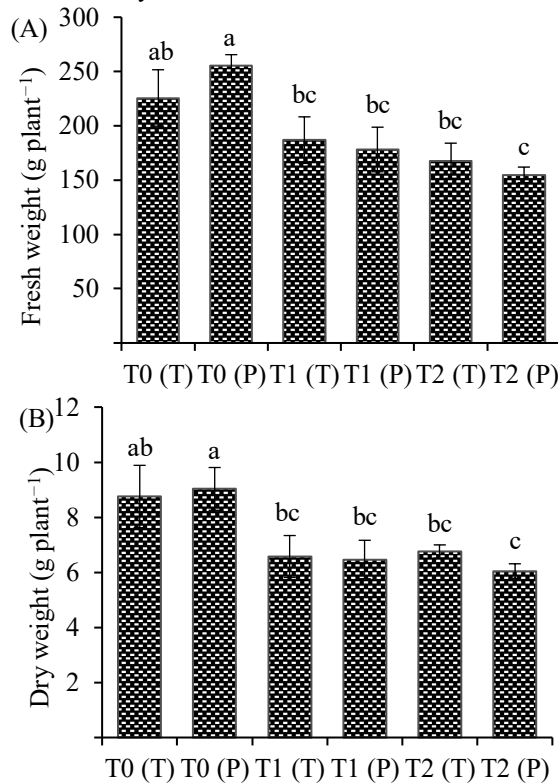 (A)
Fresh weight (g plant⁻¹)
300
250
200
150
100
50
ab
a
bc
bc
bc
c
T0 (T) T0 (P) T1 (T) T1 (P) T2 (T) T2 (P)
(B)
Dry weight (g plant⁻¹)
12
10
8
6
4
2
ab
a
bc
bc
bc
c
T0 (T) T0 (P) T1 (T) T1 (P) T2 (T) T2 (P)